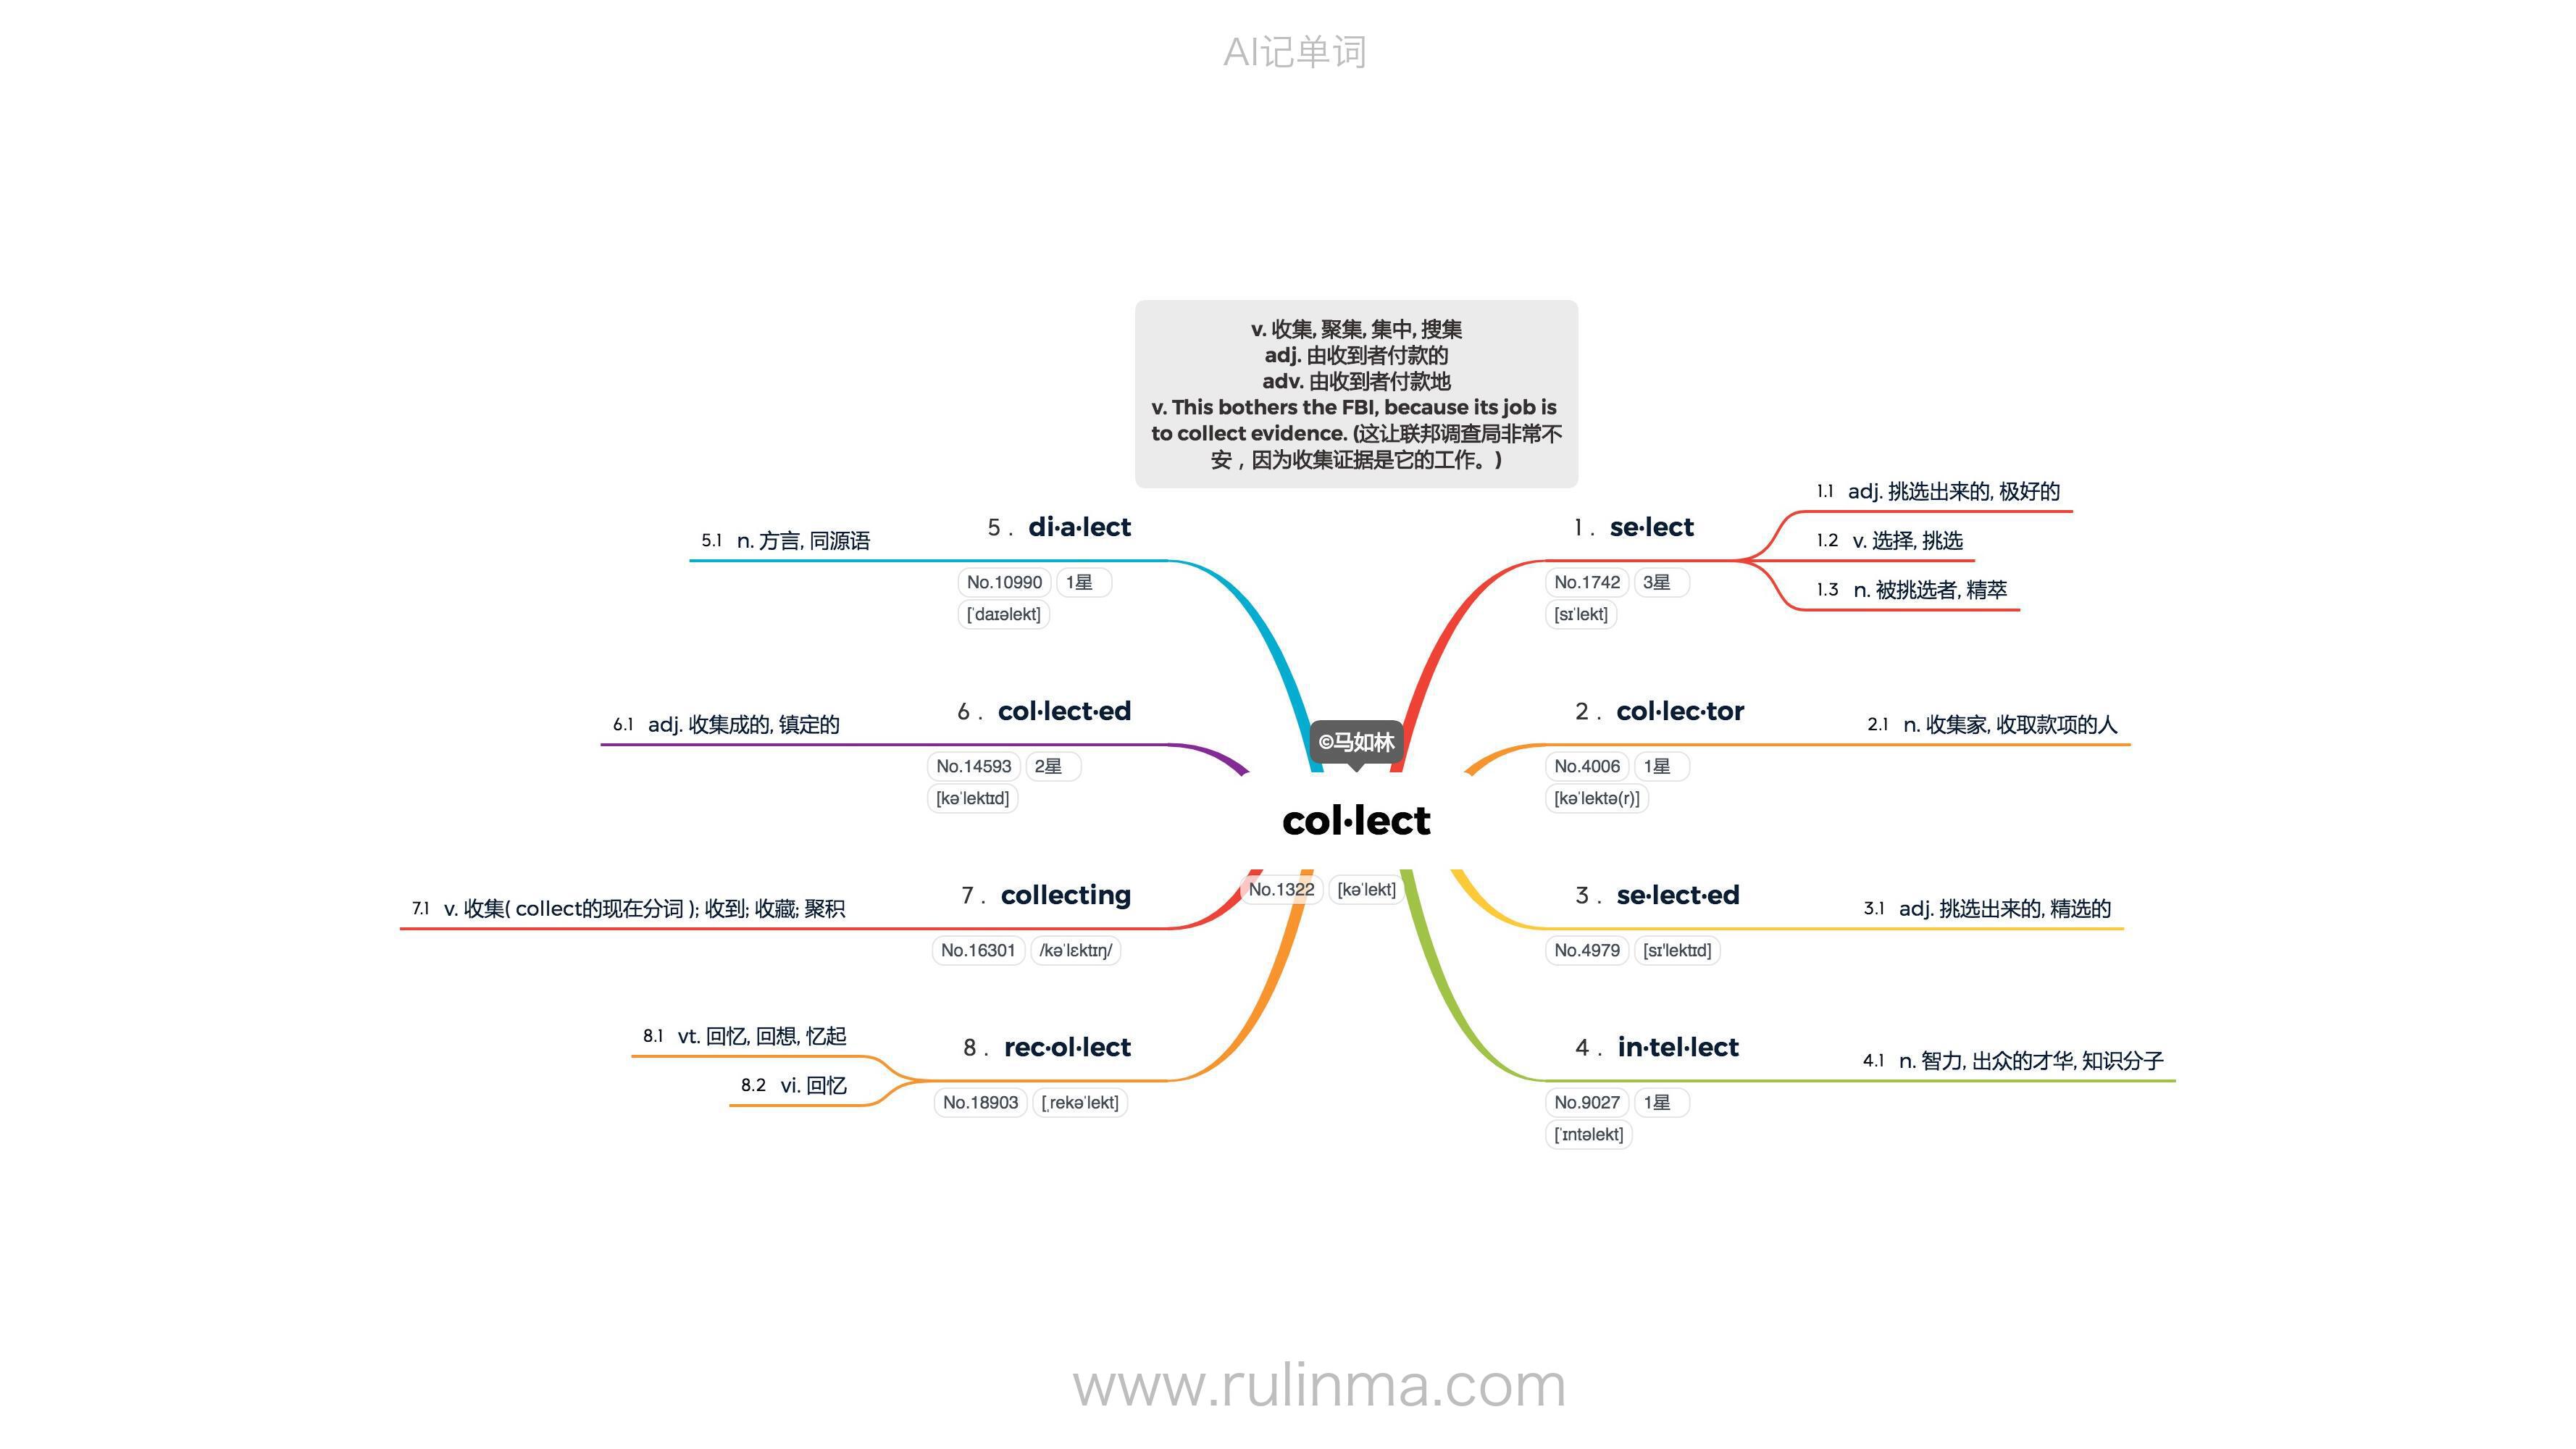 AI记单词
v. 收集, 聚集, 集中, 搜集
adj. 由收到者付款的
adv. 由收到者付款地
v. This bothers the FBI, because its job is
to collect evidence. (这让联邦调查局非常不
安，因为收集证据是它的工作。)
©马如林
col·lect
No.1322 [kəˈlekt]
1. se·lect
No.1742 3星
[sɪˈlekt]
1.1 adj. 挑选出来的, 极好的
1.2 v. 选择, 挑选
1.3 n. 被挑选者, 精萃
2. col·lec·tor
No.4006 1星
[kəˈlektə(r)]
2.1 n. 收集家, 收取款项的人
3. se·lect·ed
No.4979 [sɪ'lektɪd]
3.1 adj. 挑选出来的, 精选的
4. in·tel·lect
No.9027 1星
[ˈɪntəlekt]
4.1 n. 智力, 出众的才华, 知识分子
5. di·a·lect
No.10990 1星
[ˈdaɪəlekt]
5.1 n. 方言, 同源语
6. col·lect·ed
No.14593 2星
[kəˈlektɪd]
6.1 adj. 收集成的, 镇定的
7. collecting
No.16301 /kəˈlɛktɪŋ/
7.1 v. 收集( collect的现在分词 ); 收到; 收藏; 聚积
8. rec·ol·lect
No.18903 [ˌrekəˈlekt]
8.1 vt. 回忆, 回想, 忆起
8.2 vi. 回忆
www.rulinma.com